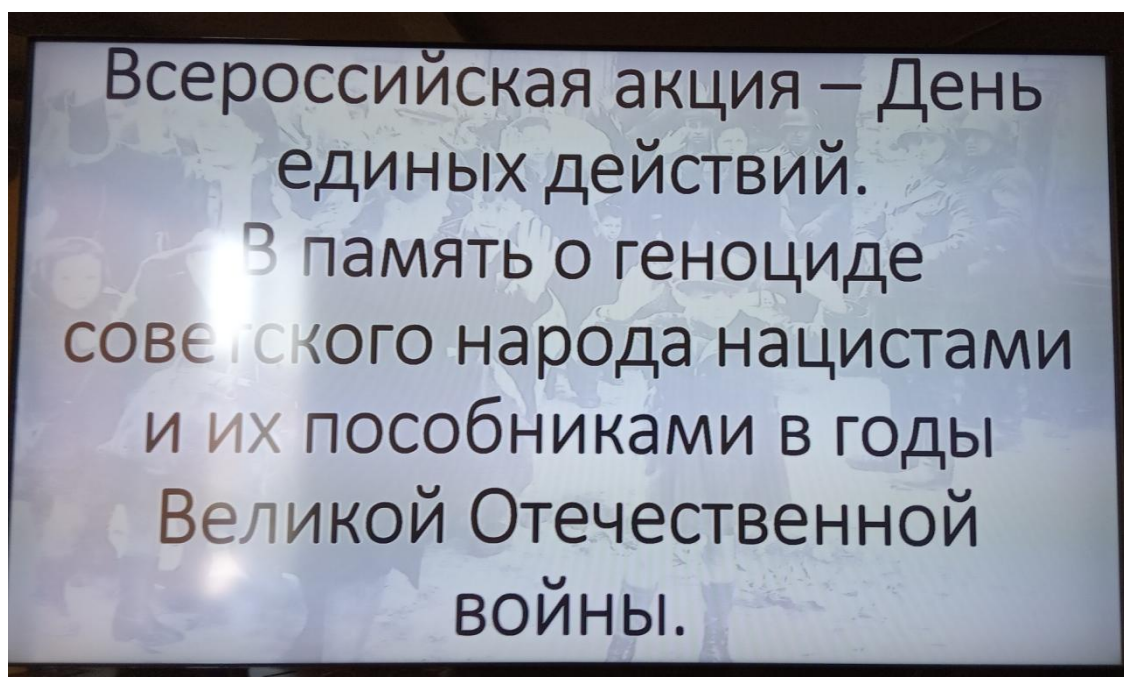 Всероссийская акция – День
единых действий.
В память о геноциде
советского народа нацистами
и их пособниками в годы
Великой Отечественной
войны.